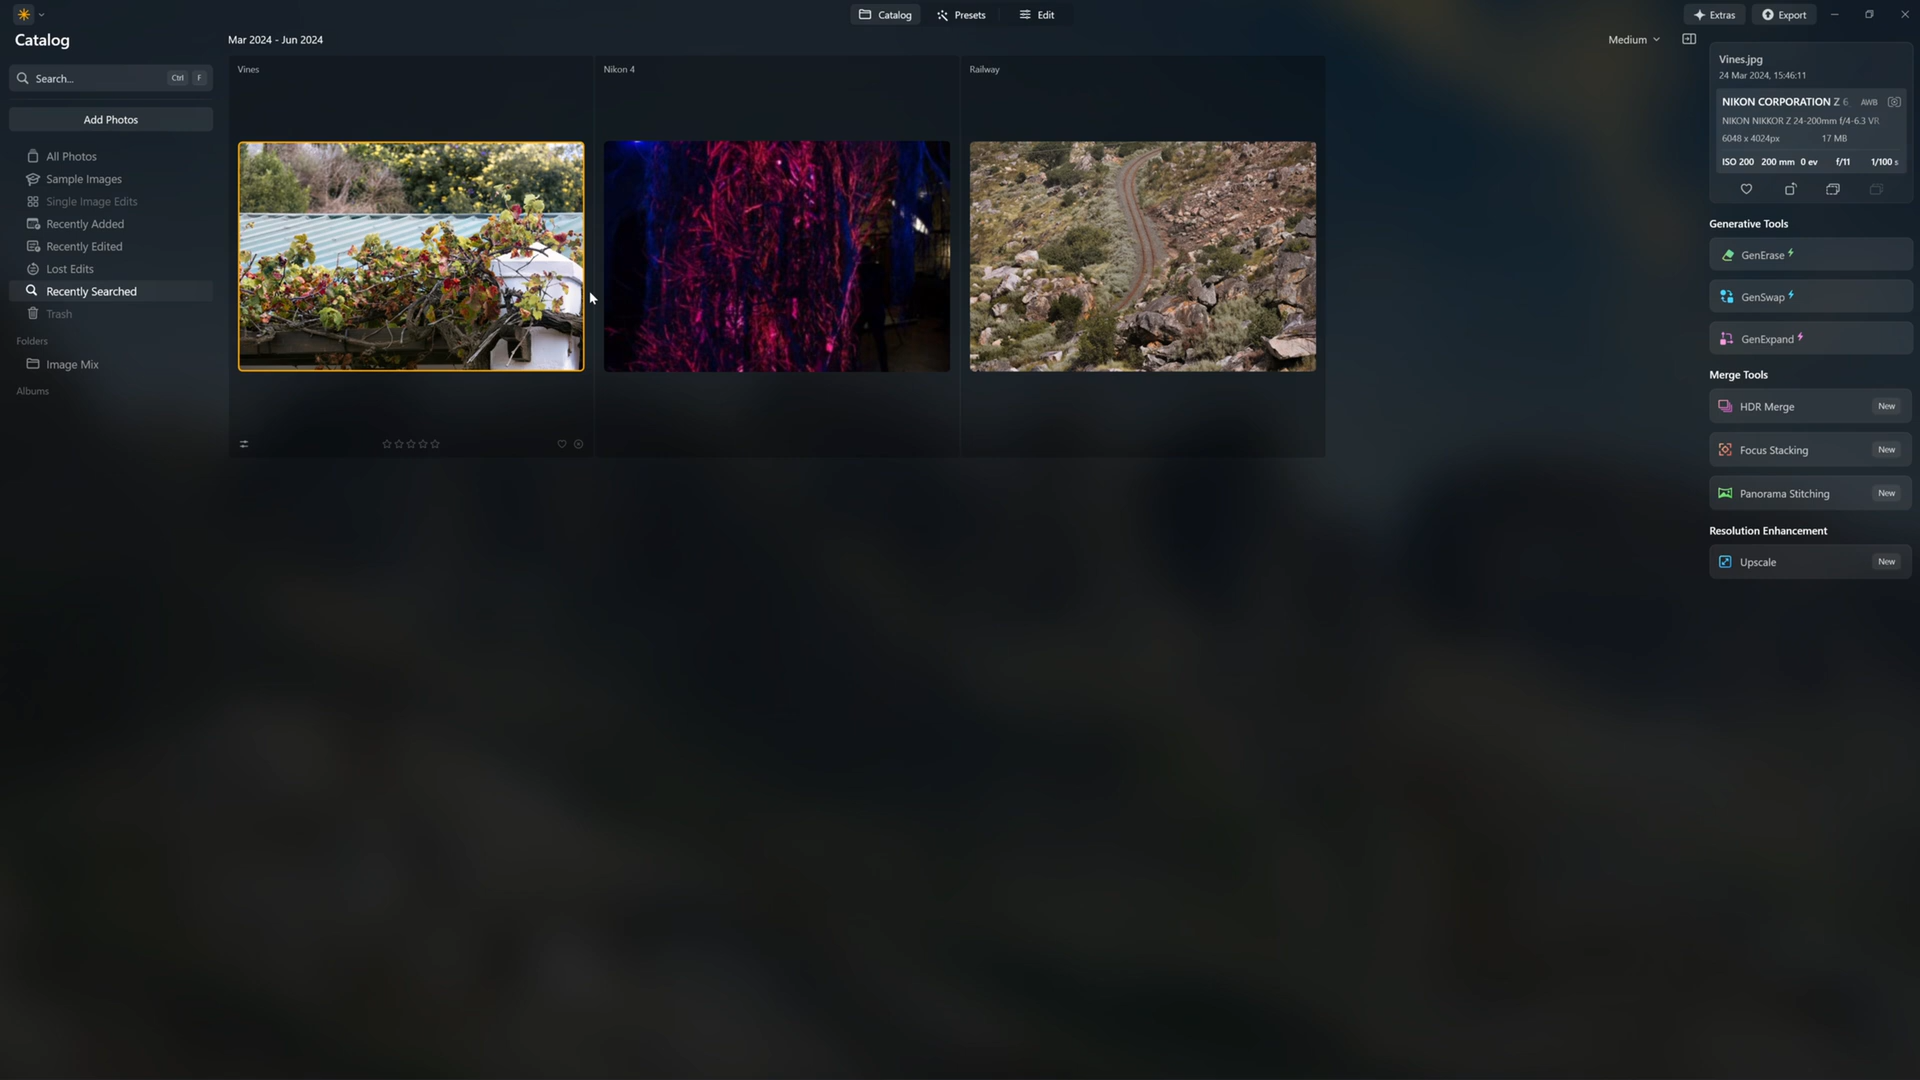 Catalog
Presets
Edit
Extras
Export
Catalog
Mar 2024 - Jun 2024
Medium
Search...
Ctrl
F
Add Photos
All Photos
Sample Images
Single Image Edits
Recently Added
Recently Edited
Lost Edits
Recently Searched
Trash
Folders
Image Mix
Albums
Vines
Nikon 4
Railway
Vines.jpg
24 Mar 2024, 15:46:11
NIKON CORPORATION Z 6 AWB
NIKON NIKKOR Z 24-200mm f/4-6.3 VR
6048 x 4024px 17 MB
ISO 200 200 mm 0 ev f/11 1/100 s
Generative Tools
GenErase
GenSwap
GenExpand
Merge Tools
HDR Merge New
Focus Stacking New
Panorama Stitching New
Resolution Enhancement
Upscale New